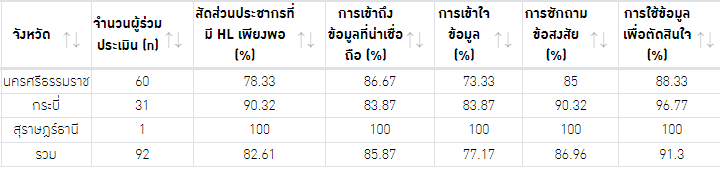 จังหวัด จำนวนผู้ร่วมประเมิน (n) สัดส่วนประชากรที่มี HL เพียงพอ (%) การเข้าถึงข้อมูลที่น่าเชื่อถือ (%) การเข้าใจข้อมูล (%) การซักถามข้อสงสัย (%) การใช้ข้อมูลเพื่อตัดสินใจ (%)
นครศรีธรรมราช 60 78.33 86.67 73.33 85 88.33
กระบี่ 31 90.32 83.87 83.87 90.32 96.77
สุราษฎร์ธานี 1 100 100 100 100 100
รวม 92 82.61 85.87 77.17 86.96 91.3